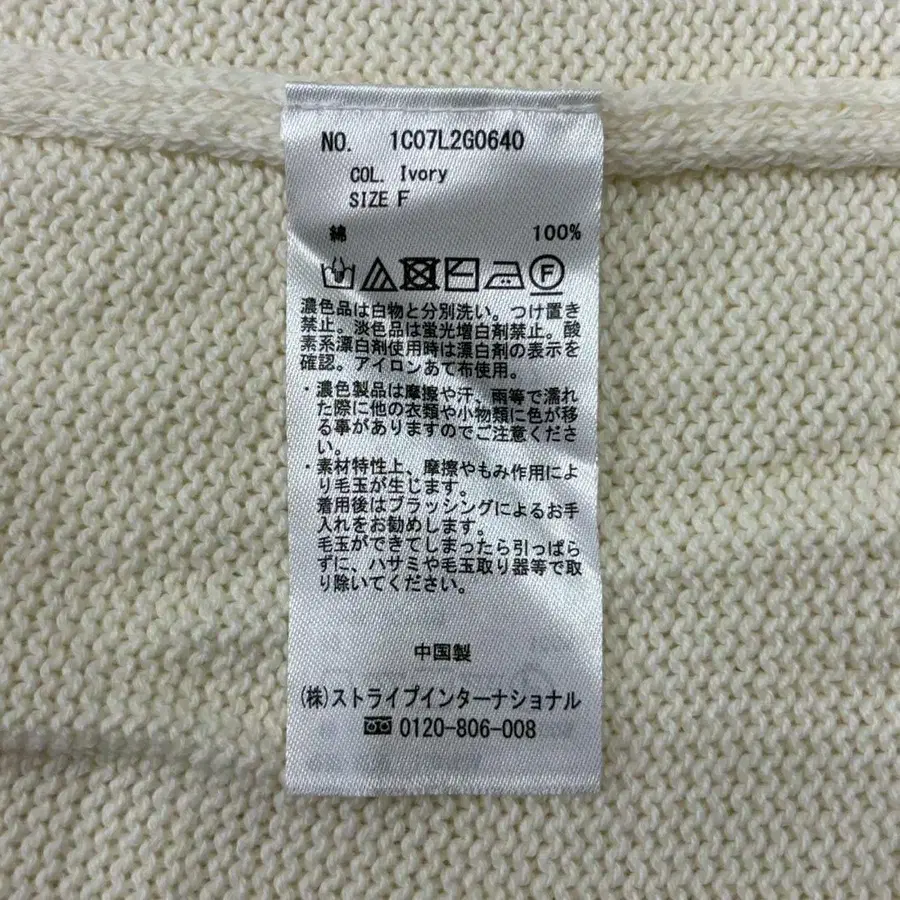 NO. 1C07L2G0640
COL. Ivory
SIZE F
綿 100%
F
濃色品は白物と分別洗い。つけ置き
禁止。淡色品は蛍光増白剤禁止。酸
素系漂白剤使用時は漂白剤の表示を
確認。アイロンあて布使用。
・濃色製品は摩擦や汗、雨等で濡れ
た際に他の衣類や小物類に色が移
る事がありますのでご注意くださ
い。
・素材特性上、摩擦やもみ作用によ
り毛玉が生じます。
着用後はブラッシングによるお手
入れをお勧めします。
毛玉ができてしまったら引っぱら
ずに、ハサミや毛玉取り器等で取
り除いてください。
中国製
(株)ストライプインターナショナル
0120-806-008